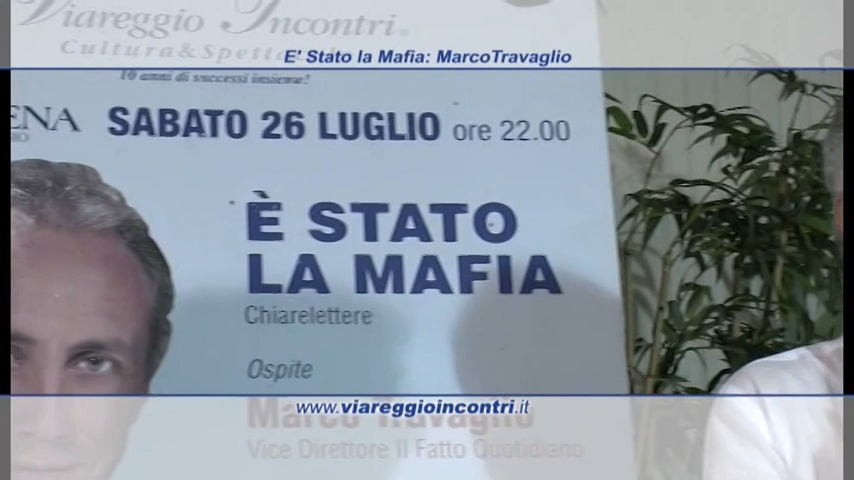 Viareggio Incontri
Cultura & Spettacolo
E' Stato la Mafia: MarcoTravaglio
10 anni di successi insieme!
ENA
SABATO 26 LUGLIO ore 22.00
È STATO
LA MAFIA
Chiarelettere
Ospite
www.viareggioincontri.it
Marco Travaglio
Vice Direttore Il Fatto Quotidiano